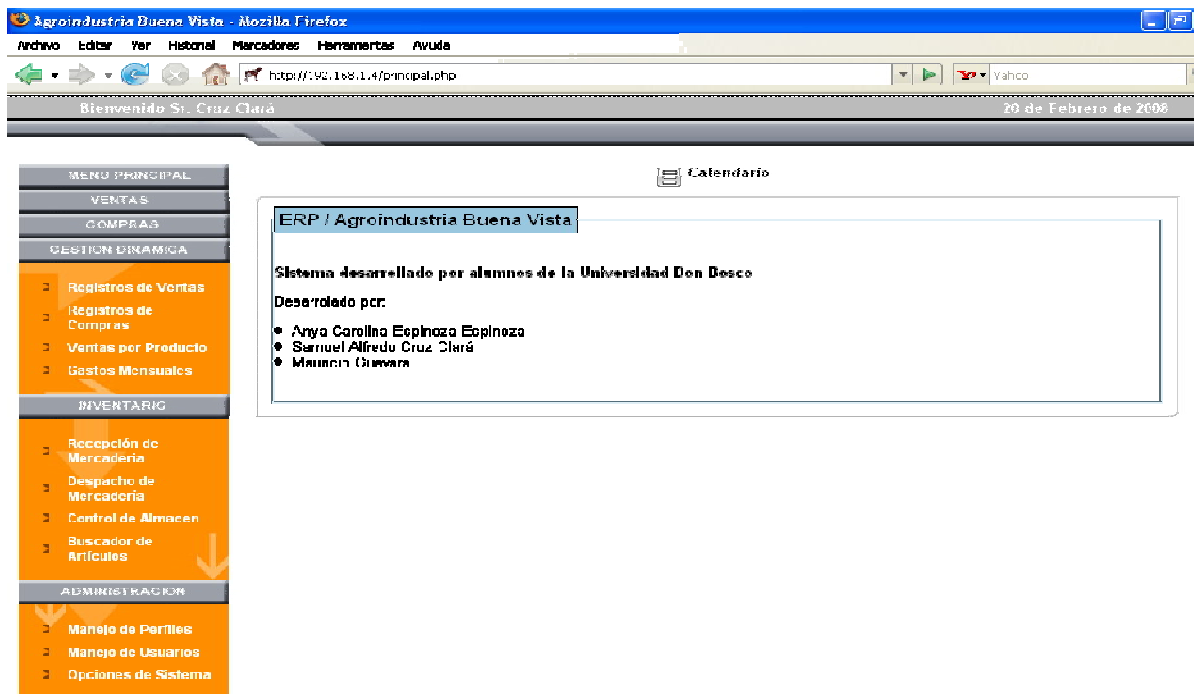 Agroindustria Buena Vista - Mozilla Firefox
Archivo Editar Ver Historial Marcadores Herramientas Ayuda
http://192.168.1.4/principal.php
Yahoo
Bienvenido Sr. Cruz Clará
20 de Febrero de 2008
MENU PRINCIPAL
VENTAS
COMPRAS
GESTION DINAMICA
Registros de Ventas
Registros de
Compras
Ventas por Producto
Gastos Mensuales
INVENTARIO
Recepción de
Mercaderia
Despacho de
Mercaderia
Control de Almacen
Buscador de
Artículos
ADMINISTRACION
Manejo de Perfiles
Manejo de Usuarios
Opciones de Sistema
Calendario
ERP / Agroindustria Buena Vista
Sistema desarrollado por alumnos de la Universidad Don Bosco
Desarrolado por:
Anya Carolina Espinoza Espinoza
Samuel Alfredo Cruz Clará
Mauricio Guevara